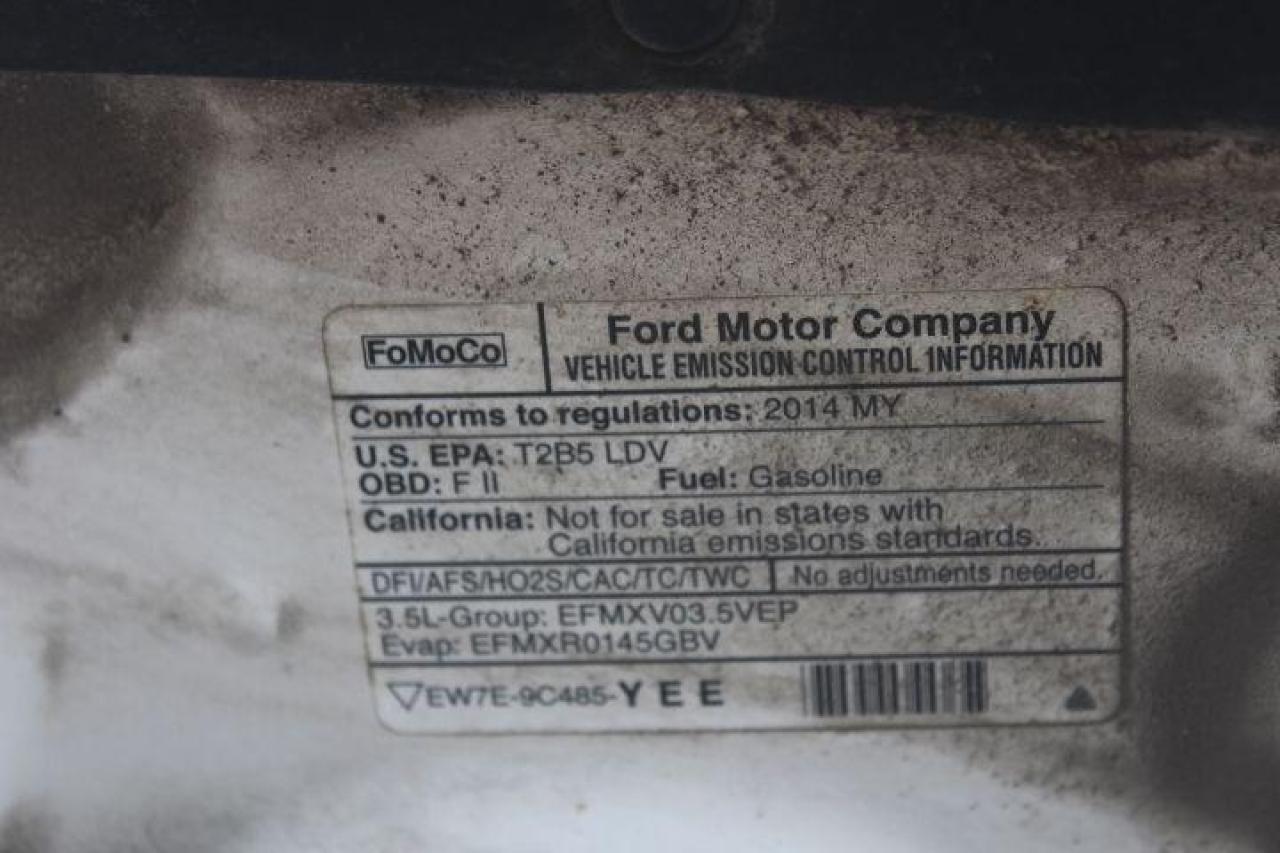 FoMoCo
Ford Motor Company
VEHICLE EMISSION CONTROL INFORMATION
Conforms to regulations: 2014 MY
U.S. EPA: T2B5 LDV
OBD: F II Fuel: Gasoline
California: Not for sale in states with
California emissions standards.
DFI/AFS/HO2S/CAC/TC/TWC No adjustments needed.
3.5L-Group: EFMXV03.5VEP
Evap: EFMXR0145GBV
EW7E-9C485-YEE